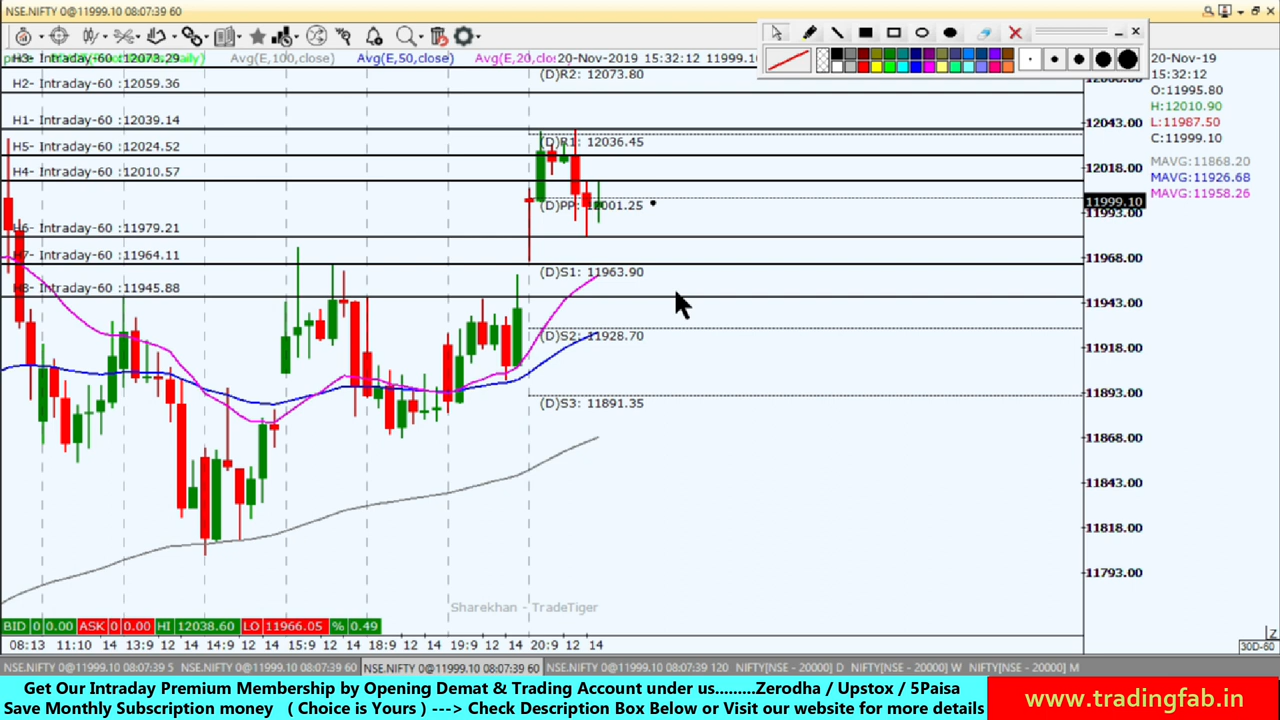 NSE.NIFTY 0@11999.10 08:07:39 60
H3- Intraday-60 :12073.29
Avg(E,100,close) Avg(E,50,close) Avg(E,20,clos 20-Nov-2019 15:32:12 11999.1
20-Nov-19
15:32:12
O:11995.80
H:12010.90
L:11987.50
C:11999.10
MAVG:11868.20
MAVG:11926.68
MAVG:11958.26
(D)R2: 12073.80
H2- Intraday-60 :12059.36
H1- Intraday-60 :12039.14
12043.00
(D)R1: 12036.45
H5- Intraday-60 :12024.52
H4- Intraday-60 :12010.57
12018.00
(D)PP: 12001.25
11999.10
11993.00
H6- Intraday-60 :11979.21
H7- Intraday-60 :11964.11
11968.00
(D)S1: 11963.90
H8- Intraday-60 :11945.88
11943.00
(D)S2: 11928.70
11918.00
11893.00
(D)S3: 11891.35
11868.00
11843.00
11818.00
11793.00
Sharekhan - TradeTiger
BID 0 0.00 ASK 0 0.00 HI 12038.60 LO 11966.05 % 0.49
08:13 11:10 14 13:9 12 14 14:9 12 14 15:9 12 14 18:9 12 14 19:9 12 14 20:9 12 14
30D-60
NSE.NIFTY 0@11999.10 08:07:39 5 NSE.NIFTY 0@11999.10 08:07:39 60 NSE.NIFTY 0@11999.10 08:07:39 60 NSE.NIFTY 0@11999.10 08:07:39 120 NIFTY[NSE - 20000] D NIFTY[NSE - 20000] W NIFTY[NSE - 20000] M
Get Our Intraday Premium Membership by Opening Demat & Trading Account under us.........Zerodha / Upstox / 5Paisa
Save Monthly Subscription money ( Choice is Yours ) ---> Check Description Box Below or Visit our website for more details
www.tradingfab.in